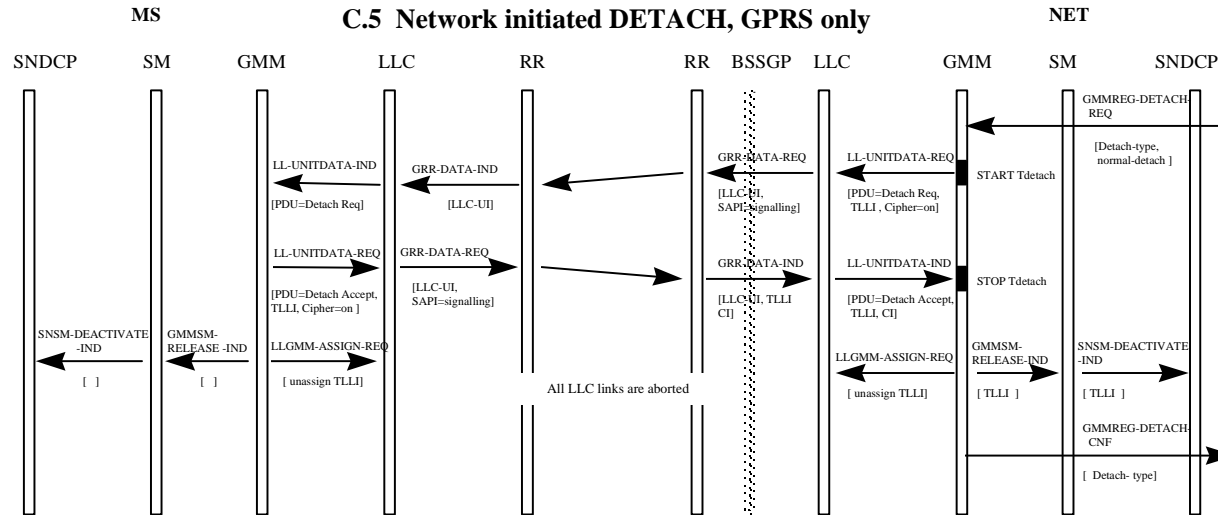 MS
C.5 Network initiated DETACH, GPRS only
NET
SNDCP SM GMM LLC RR RR BSSGP LLC GMM SM SNDCP
GMMREG-DETACH-
REQ
[Detach-type,
normal-detach ]
LL-UNITDATA-IND
GRR-DATA-IND
GRR-DATA-REQ
LL-UNITDATA-REQ
START Tdetach
[PDU=Detach Req]
[LLC-UI]
[LLC-UI,
SAPI=signalling]
[PDU=Detach Req,
TLLI , Cipher=on]
LL-UNITDATA-REQ
GRR-DATA-REQ
GRR-DATA-IND
LL-UNITDATA-IND
STOP Tdetach
[PDU=Detach Accept,
TLLI, Cipher=on ]
[LLC-UI,
SAPI=signalling]
[LLC-UI, TLLI
CI]
[PDU=Detach Accept,
TLLI, CI]
SNSM-DEACTIVATE
-IND
GMMSM-
RELEASE -IND
LLGMM-ASSIGN-REQ
LLGMM-ASSIGN-REQ
GMMSM-
RELEASE-IND
SNSM-DEACTIVATE
-IND
[ ]
[ ]
[ unassign TLLI]
All LLC links are aborted
[ unassign TLLI]
[ TLLI ]
[ TLLI ]
GMMREG-DETACH-
CNF
[ Detach- type]